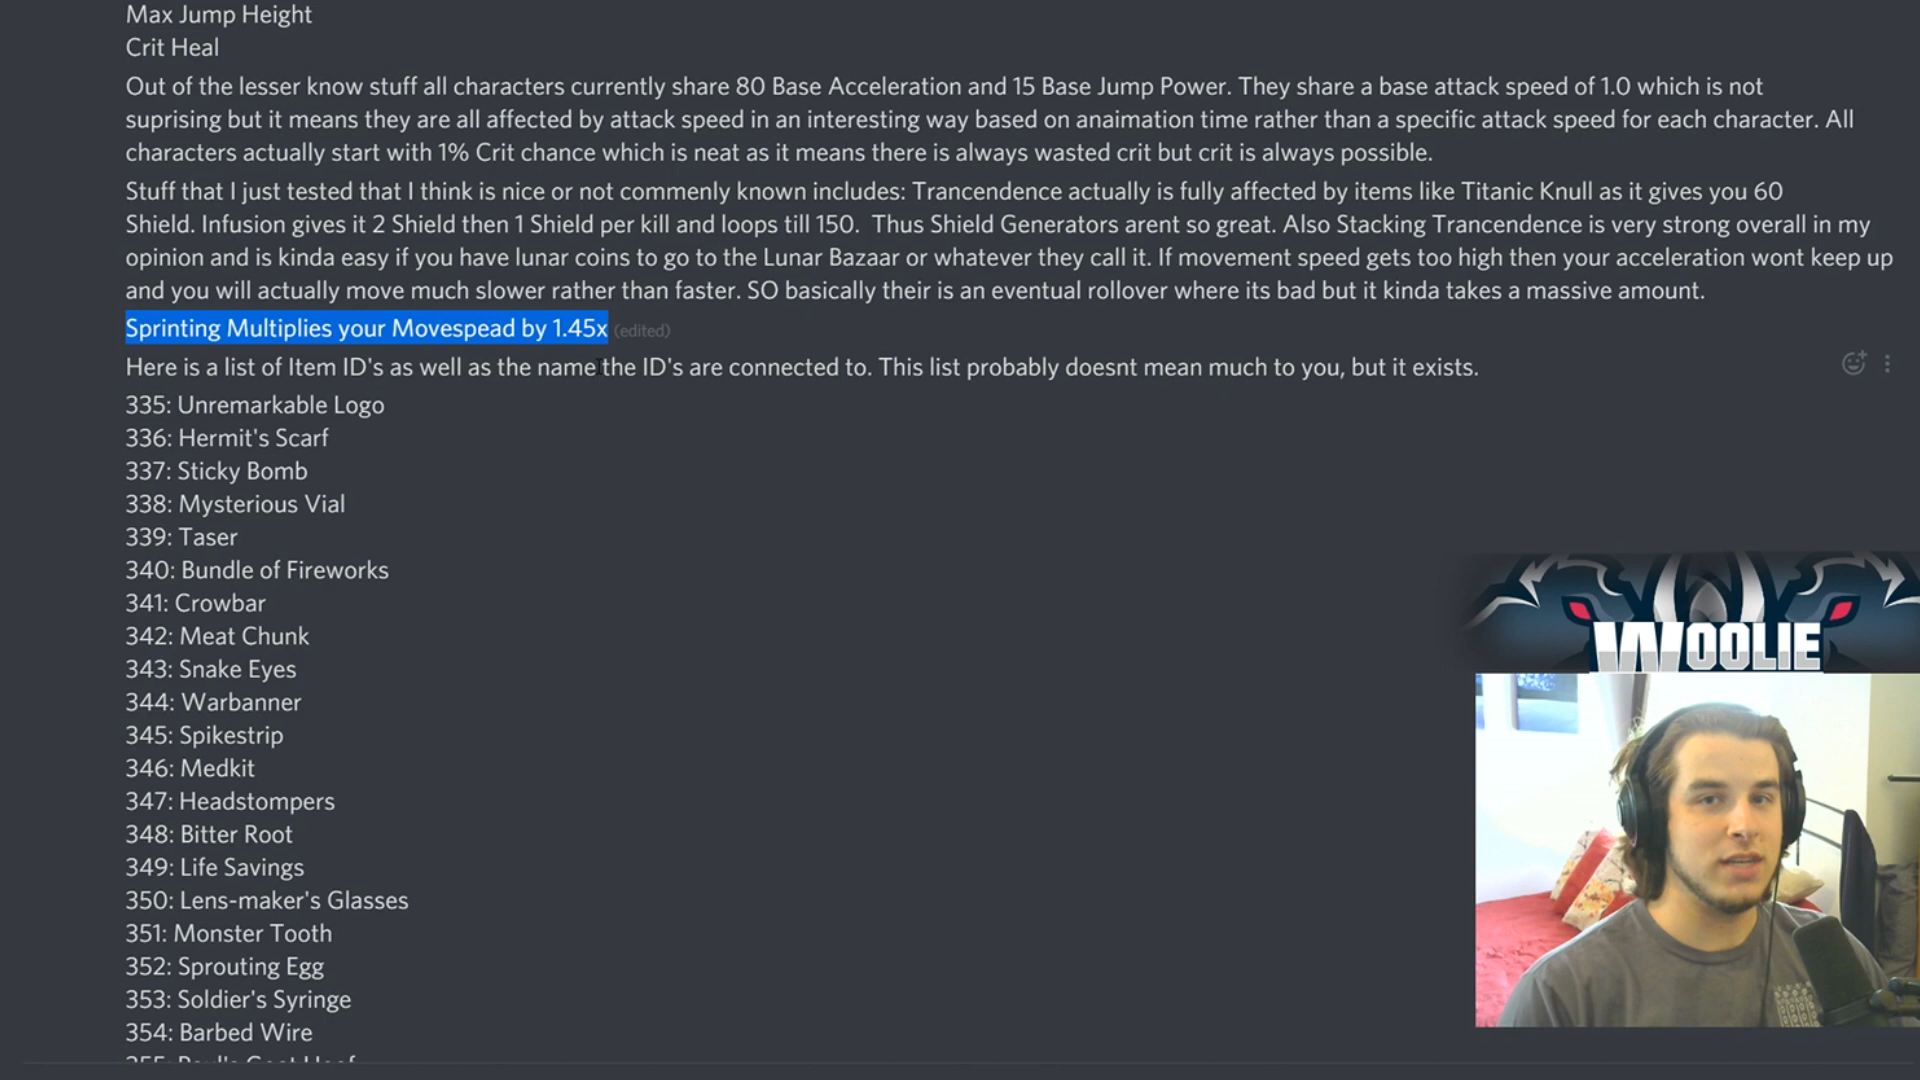 Max Jump Height
Crit Heal
Out of the lesser know stuff all characters currently share 80 Base Acceleration and 15 Base Jump Power. They share a base attack speed of 1.0 which is not
suprising but it means they are all affected by attack speed in an interesting way based on anaimation time rather than a specific attack speed for each character. All
characters actually start with 1% Crit chance which is neat as it means there is always wasted crit but crit is always possible.
Stuff that I just tested that I think is nice or not commenly known includes: Trancendence actually is fully affected by items like Titanic Knull as it gives you 60
Shield. Infusion gives it 2 Shield then 1 Shield per kill and loops till 150. Thus Shield Generators arent so great. Also Stacking Trancendence is very strong overall in my
opinion and is kinda easy if you have lunar coins to go to the Lunar Bazaar or whatever they call it. If movement speed gets too high then your acceleration wont keep up
and you will actually move much slower rather than faster. SO basically their is an eventual rollover where its bad but it kinda takes a massive amount.
Sprinting Multiplies your Movespead by 1.45x (edited)
Here is a list of Item ID's as well as the name the ID's are connected to. This list probably doesnt mean much to you, but it exists.
335: Unremarkable Logo
336: Hermit's Scarf
337: Sticky Bomb
338: Mysterious Vial
339: Taser
340: Bundle of Fireworks
341: Crowbar
342: Meat Chunk
343: Snake Eyes
344: Warbanner
345: Spikestrip
346: Medkit
347: Headstompers
348: Bitter Root
349: Life Savings
350: Lens-maker's Glasses
351: Monster Tooth
352: Sprouting Egg
353: Soldier's Syringe
354: Barbed Wire
355: Paul's Goat Hoof
WOOLIE